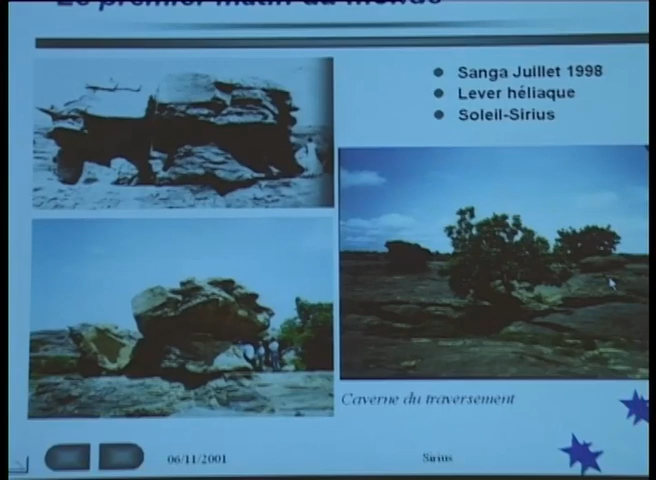 Le premier matin du monde
Sanga Juillet 1998
Lever héliaque
Soleil-Sirius
Caverne du traversement
06/11/2001
Sirius